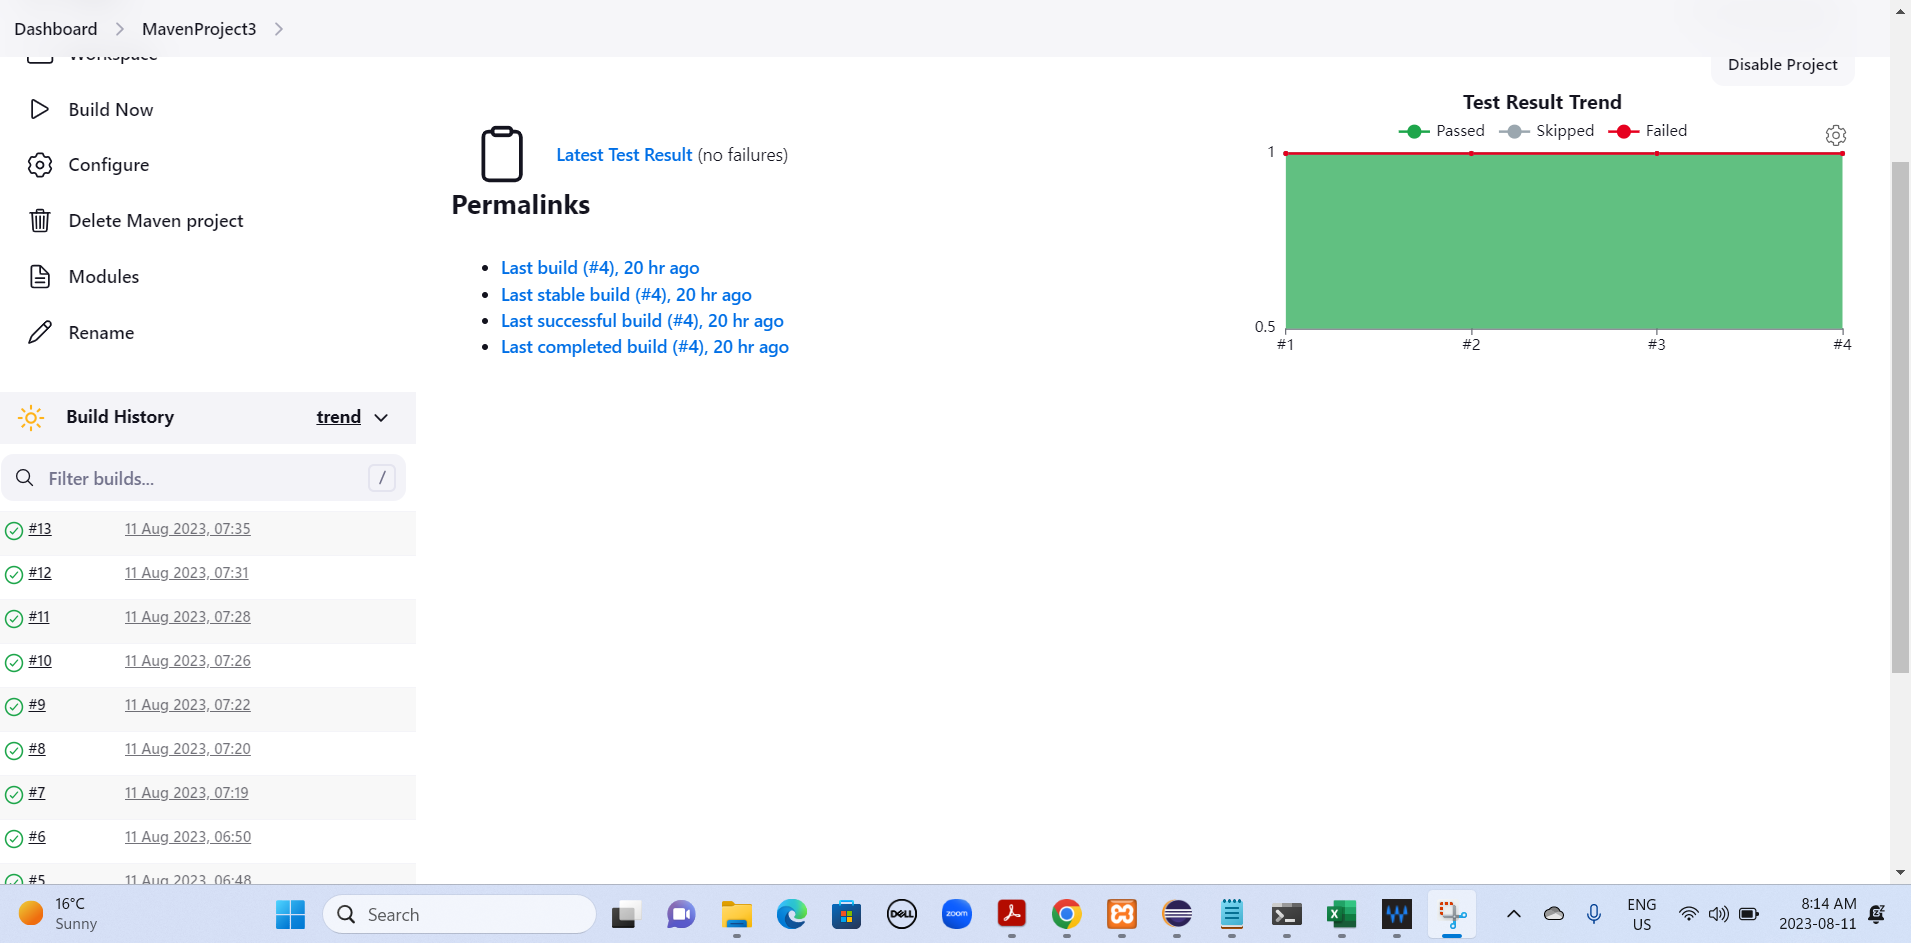 Dashboard
MavenProject3
Workspace
Build Now
Configure
Delete Maven project
Modules
Rename
Build History
trend
Filter builds...
/
#13 11 Aug 2023, 07:35
#12 11 Aug 2023, 07:31
#11 11 Aug 2023, 07:28
#10 11 Aug 2023, 07:26
#9 11 Aug 2023, 07:22
#8 11 Aug 2023, 07:20
#7 11 Aug 2023, 07:19
#6 11 Aug 2023, 06:50
#5 11 Aug 2023, 06:48
Latest Test Result (no failures)
Permalinks
Last build (#4), 20 hr ago
Last stable build (#4), 20 hr ago
Last successful build (#4), 20 hr ago
Last completed build (#4), 20 hr ago
Disable Project
Test Result Trend
Passed Skipped Failed
1
0.5
#1 #2 #3 #4
16°C
Sunny
Search
DELL
zoom
ENG
US
8:14 AM
2023-08-11